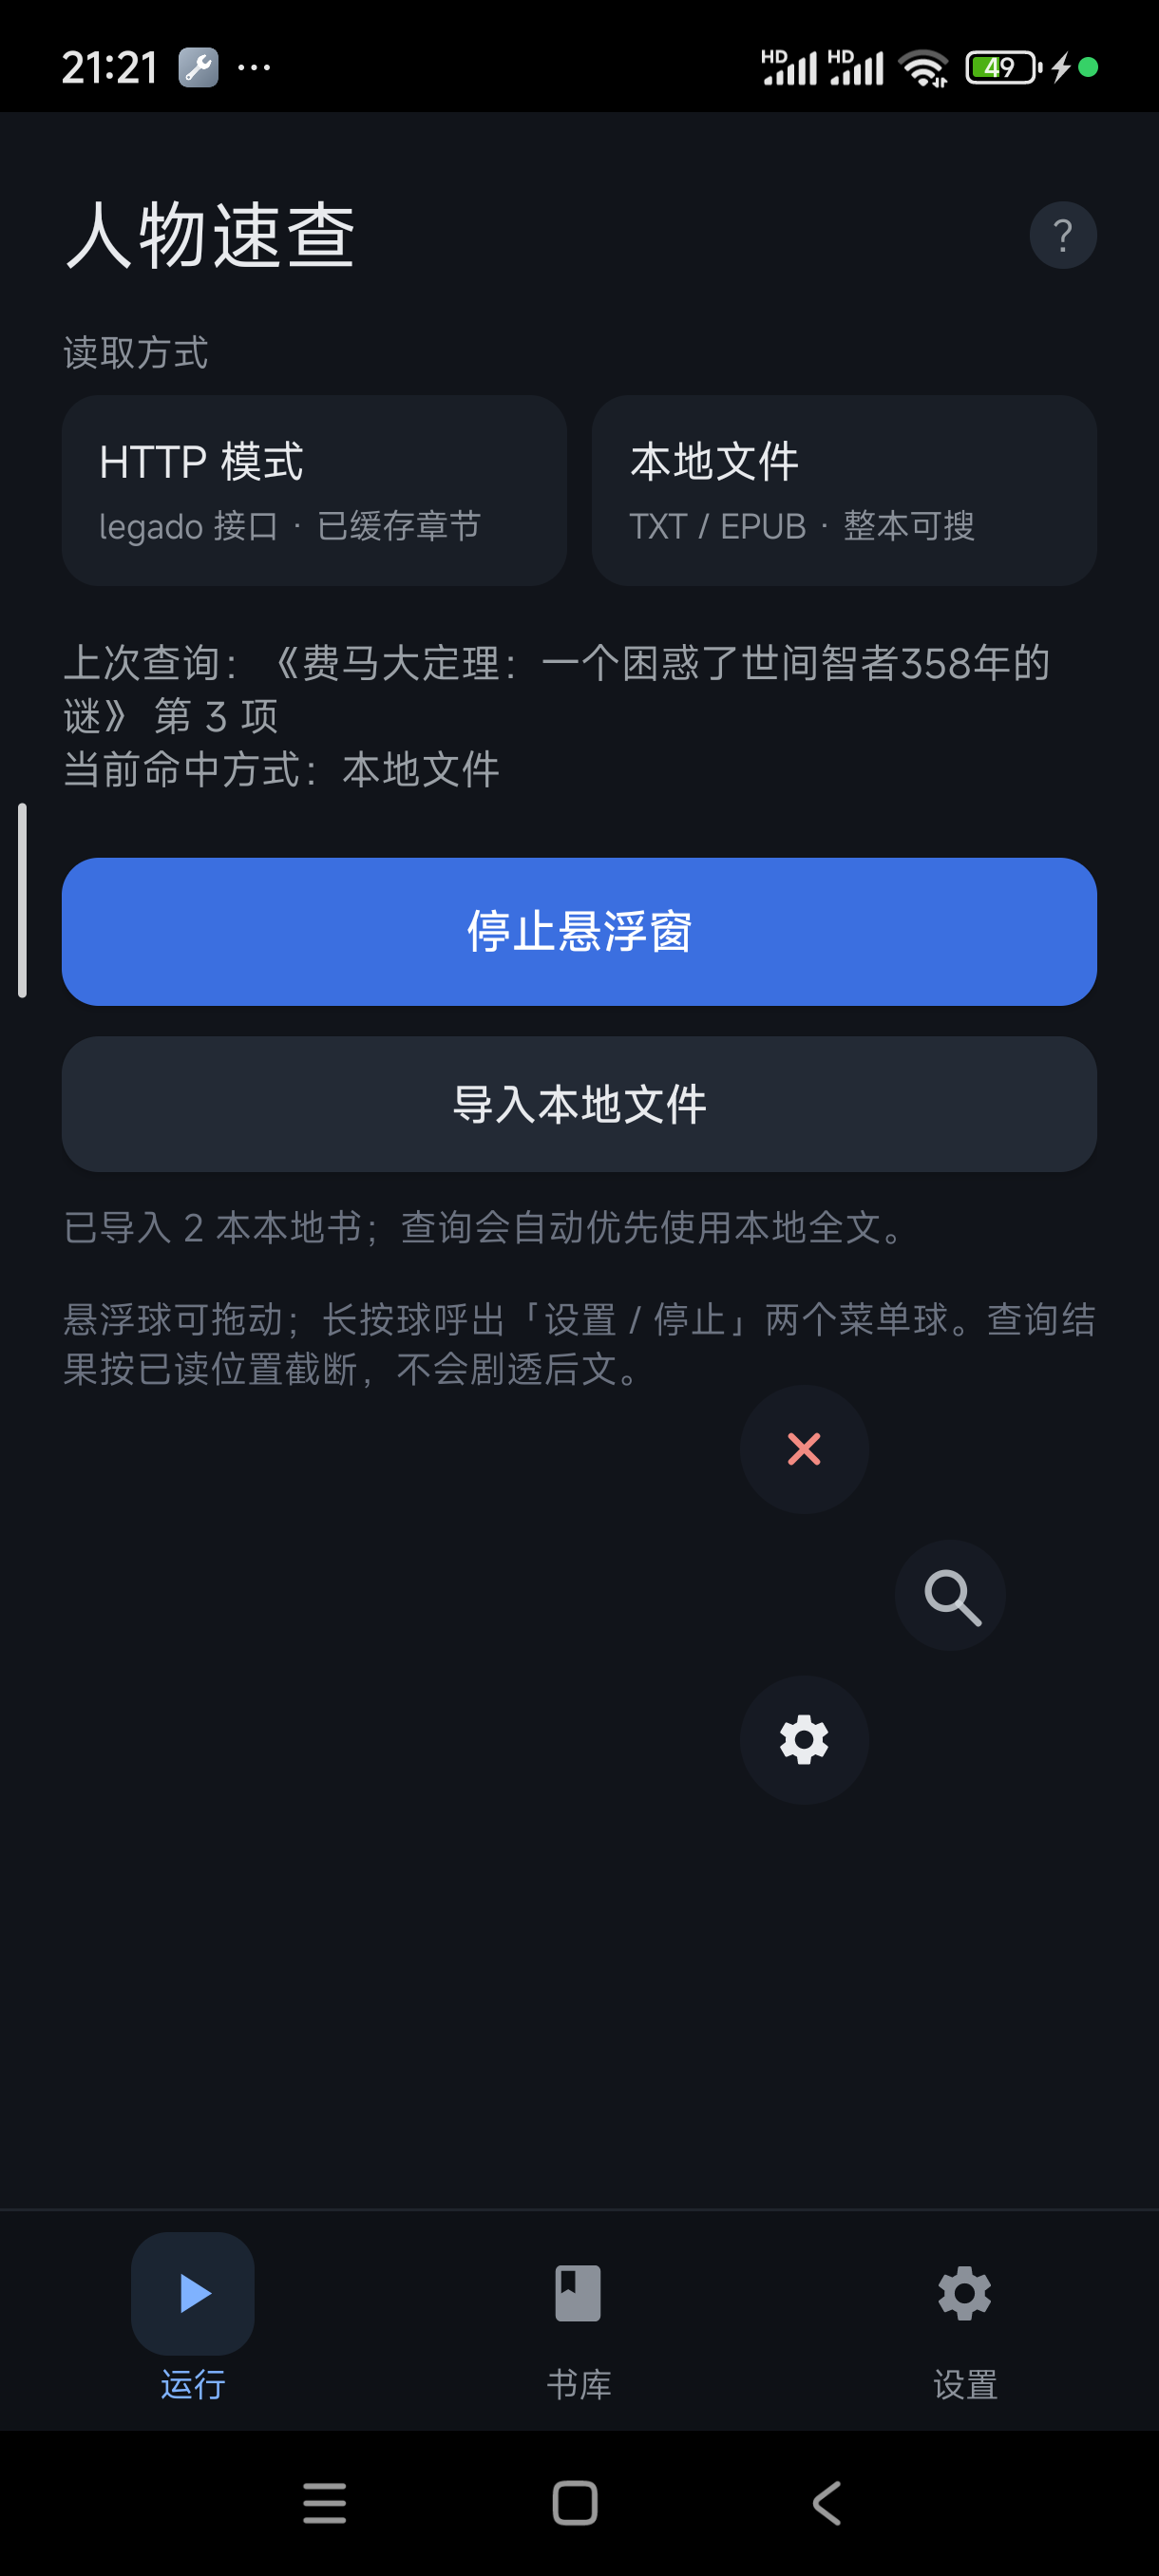 21:21
HD HD 49
人物速查
?
读取方式
HTTP 模式
legado 接口 · 已缓存章节
本地文件
TXT / EPUB · 整本可搜
上次查询：《费马大定理：一个困惑了世间智者358年的
谜》 第 3 项
当前命中方式：本地文件
停止悬浮窗
导入本地文件
已导入 2 本本地书；查询会自动优先使用本地全文。
悬浮球可拖动；长按球呼出「设置 / 停止」两个菜单球。查询结
果按已读位置截断，不会剧透后文。
运行
书库
设置